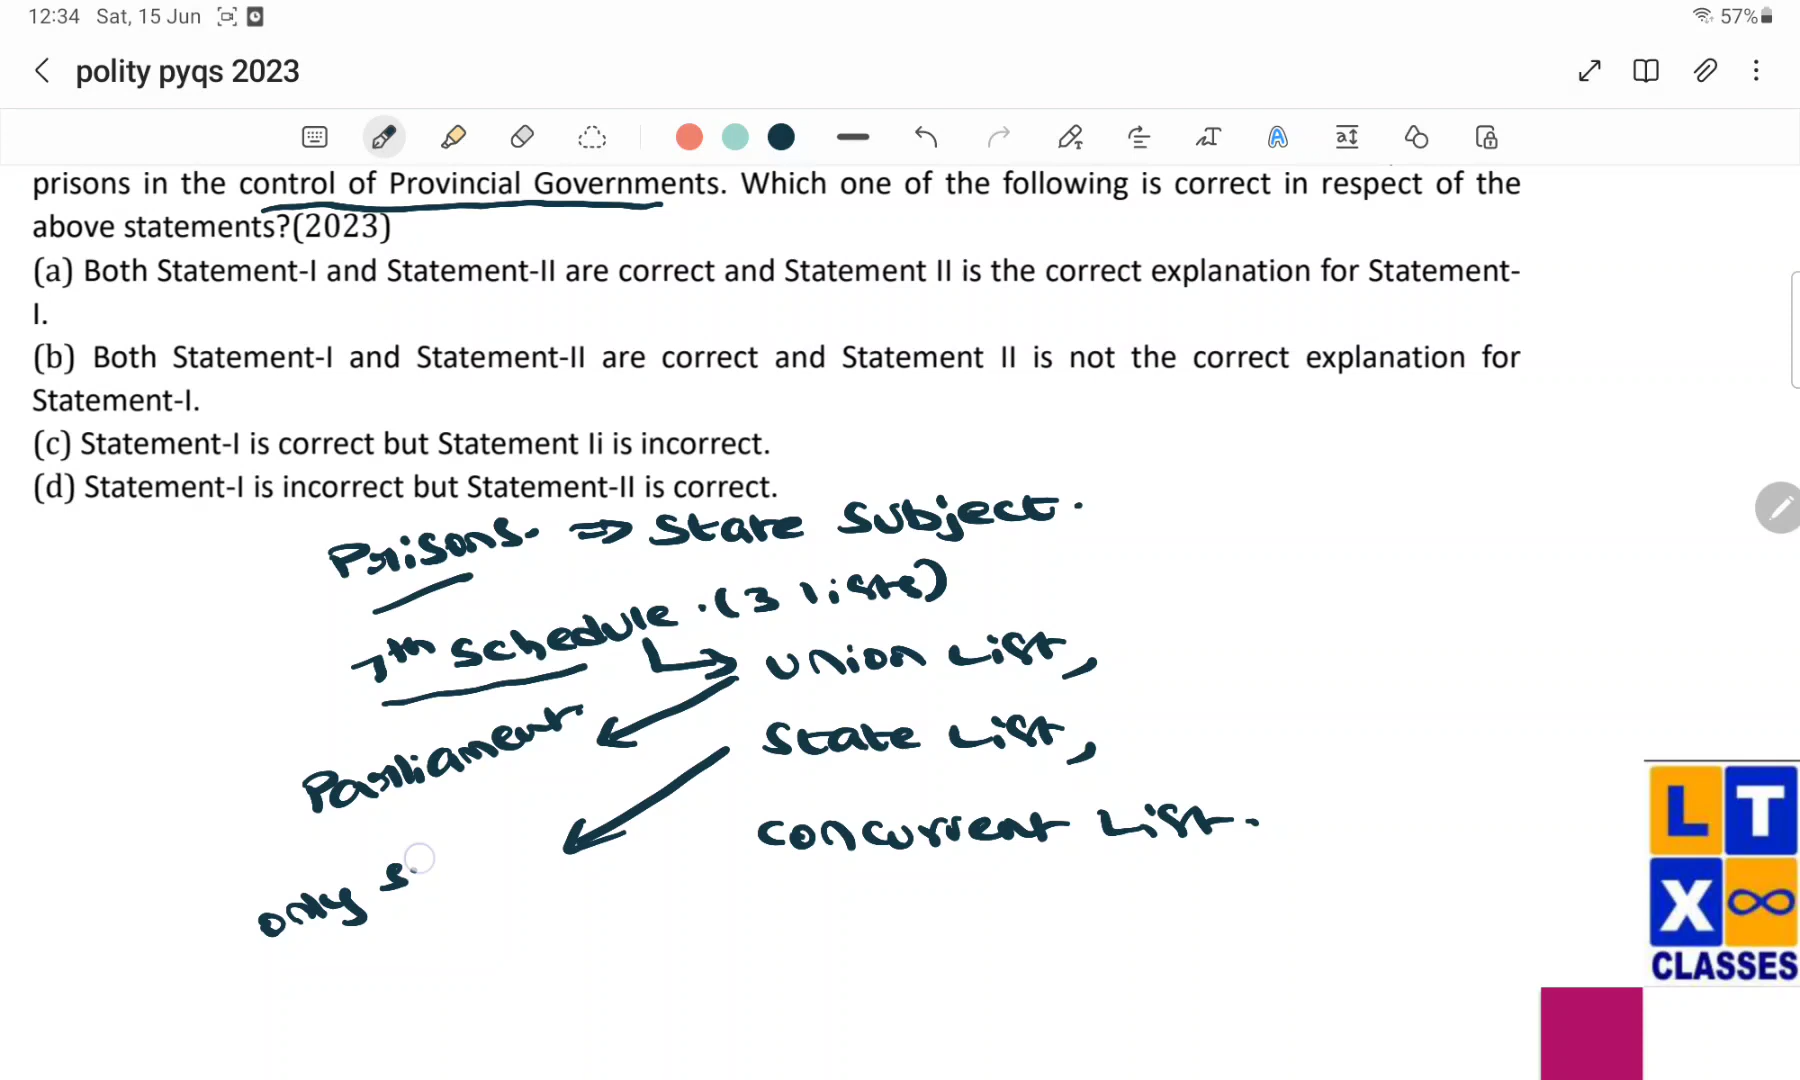 12:34 Sat, 15 Jun 57%
polity pyqs 2023
prisons in the control of Provincial Governments. Which one of the following is correct in respect of the
above statements?(2023)
(a) Both Statement-I and Statement-II are correct and Statement II is the correct explanation for Statement-
I.
(b) Both Statement-I and Statement-II are correct and Statement II is not the correct explanation for
Statement-I.
(c) Statement-I is correct but Statement Ii is incorrect.
(d) Statement-I is incorrect but Statement-II is correct.
Prisons. ⇒ State Subject.
7th Schedule. (3 lists)
Union List,
State List,
Parliament.
Concurrent List.
only s
L T
X ∞
CLASSES